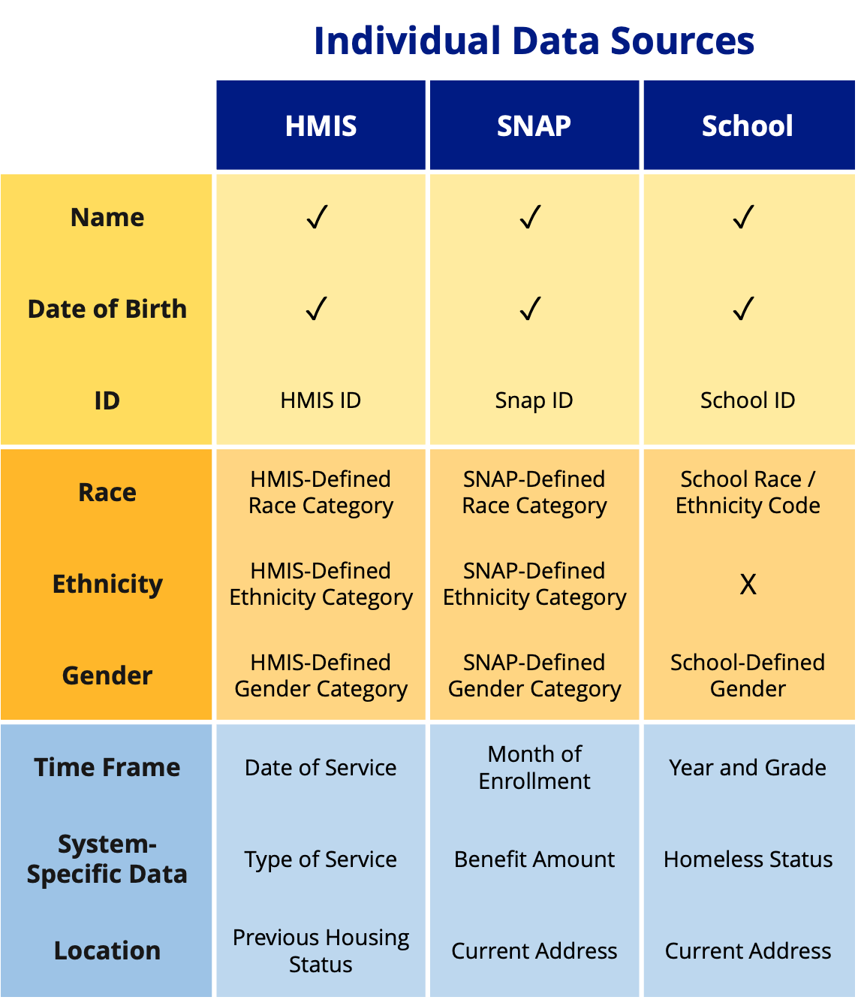 Individual Data Sources
HMIS SNAP School
Name ✓ ✓ ✓
Date of Birth ✓ ✓ ✓
ID HMIS ID Snap ID School ID
Race
HMIS-Defined
Race Category
SNAP-Defined
Race Category
School Race /
Ethnicity Code
Ethnicity
HMIS-Defined
Ethnicity Category
SNAP-Defined
Ethnicity Category
X
Gender
HMIS-Defined
Gender Category
SNAP-Defined
Gender Category
School-Defined
Gender
Time Frame
Date of Service
Month of
Enrollment
Year and Grade
System-
Specific Data
Type of Service
Benefit Amount
Homeless Status
Location
Previous Housing
Status
Current Address
Current Address